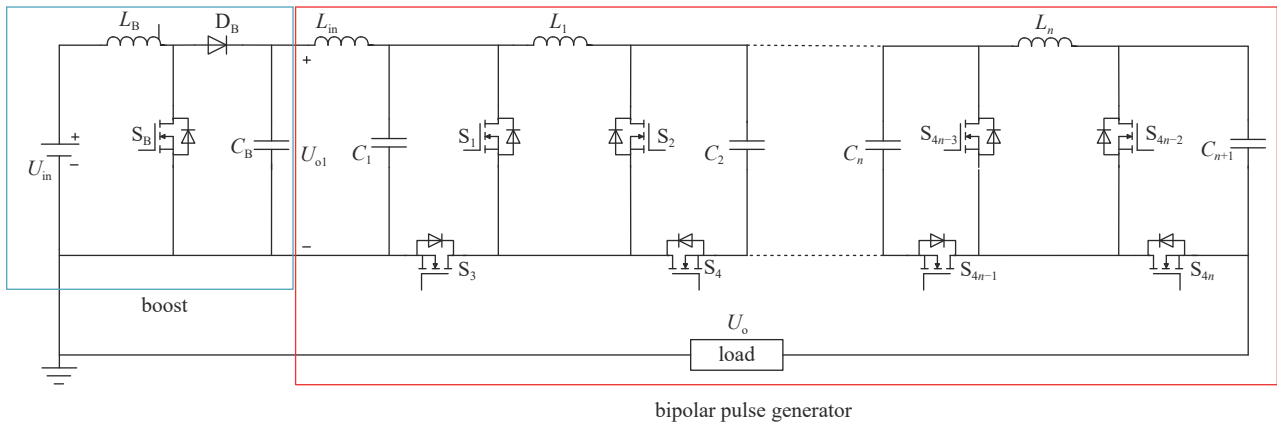 L_B D_B L_in L_1 L_n
+
U_in
−
S_B C_B
+
U_o1
−
C_1 S_1 S_2 C_2 C_n S_4n−3 S_4n−2 C_n+1
S_3 S_4 S_4n−1 S_4n
boost
U_o
load
bipolar pulse generator